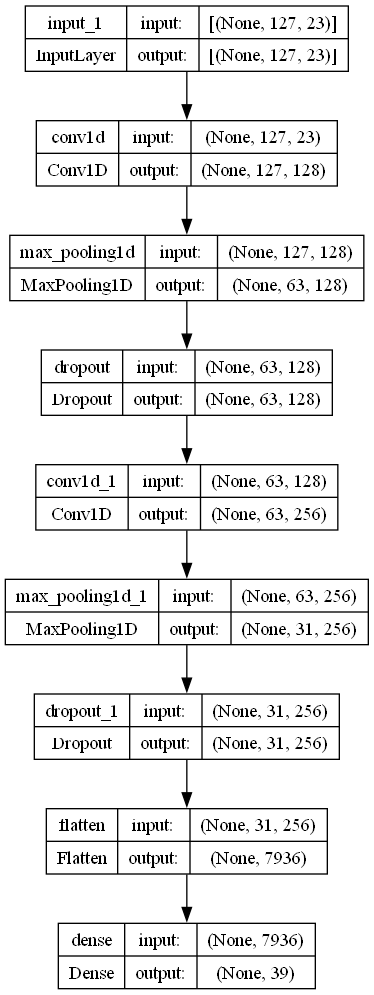 input_1 input: [(None, 127, 23)]
InputLayer output: [(None, 127, 23)]
conv1d input: (None, 127, 23)
Conv1D output: (None, 127, 128)
max_pooling1d input: (None, 127, 128)
MaxPooling1D output: (None, 63, 128)
dropout input: (None, 63, 128)
Dropout output: (None, 63, 128)
conv1d_1 input: (None, 63, 128)
Conv1D output: (None, 63, 256)
max_pooling1d_1 input: (None, 63, 256)
MaxPooling1D output: (None, 31, 256)
dropout_1 input: (None, 31, 256)
Dropout output: (None, 31, 256)
flatten input: (None, 31, 256)
Flatten output: (None, 7936)
dense input: (None, 7936)
Dense output: (None, 39)